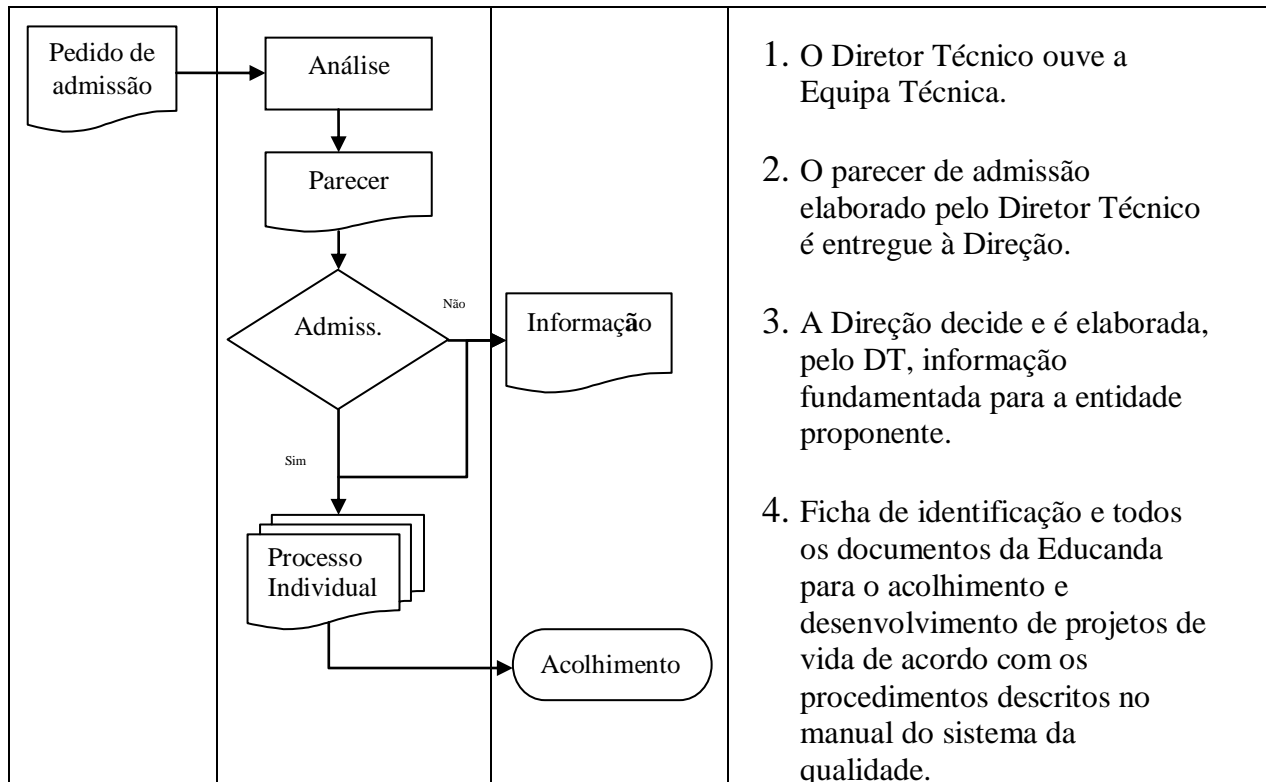 Pedido de
admissão
Análise
Parecer
Admiss.
Não
Informação
Sim
Processo
Individual
Acolhimento
1. O Diretor Técnico ouve a
Equipa Técnica.
2. O parecer de admissão
elaborado pelo Diretor Técnico
é entregue à Direção.
3. A Direção decide e é elaborada,
pelo DT, informação
fundamentada para a entidade
proponente.
4. Ficha de identificação e todos
os documentos da Educanda
para o acolhimento e
desenvolvimento de projetos de
vida de acordo com os
procedimentos descritos no
manual do sistema da
qualidade.